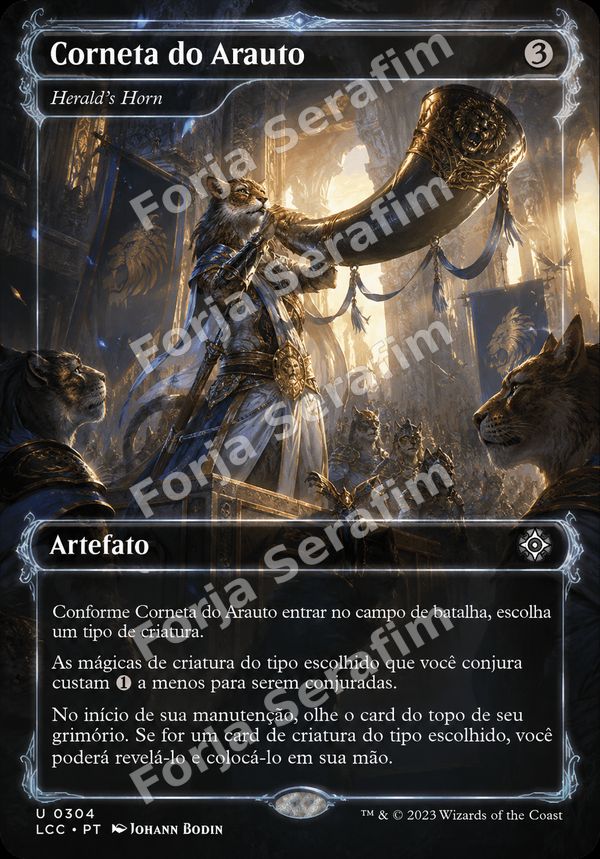 Corneta do Arauto 3
Herald's Horn
Forja Serafim
Forja Serafim
Forja Serafim
Forja Serafim
Forja Serafim
Artefato
Conforme Corneta do Arauto entrar no campo de batalha, escolha
um tipo de criatura.
As mágicas de criatura do tipo escolhido que você conjura
custam 1 a menos para serem conjuradas.
No início de sua manutenção, olhe o card do topo de seu
grimório. Se for um card de criatura do tipo escolhido, você
poderá revelá-lo e colocá-lo em sua mão.
U 0304
LCC • PT Johann Bodin
™ & © 2023 Wizards of the Coast